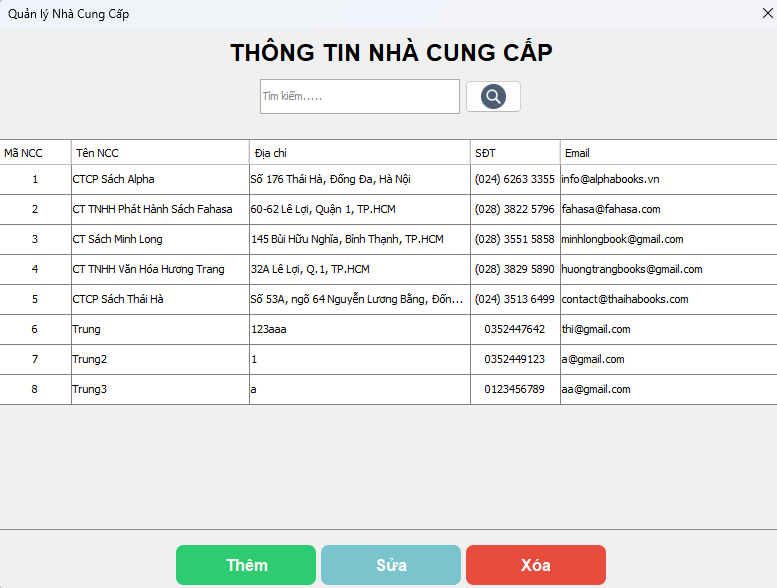 Quản lý Nhà Cung Cấp
THÔNG TIN NHÀ CUNG CẤP
Tìm kiếm.....
Mã NCC Tên NCC Địa chỉ SĐT Email
1 CTCP Sách Alpha Số 176 Thái Hà, Đống Đa, Hà Nội (024) 6263 3355 info@alphabooks.vn
2 CT TNHH Phát Hành Sách Fahasa 60-62 Lê Lợi, Quận 1, TP.HCM (028) 3822 5796 fahasa@fahasa.com
3 CT Sách Minh Long 145 Bùi Hữu Nghĩa, Bình Thạnh, TP.HCM (028) 3551 5858 minhlongbook@gmail.com
4 CT TNHH Văn Hóa Hương Trang 32A Lê Lợi, Q.1, TP.HCM (028) 3829 5890 huongtrangbooks@gmail.com
5 CTCP Sách Thái Hà Số 53A, ngõ 64 Nguyễn Lương Bằng, Đốn... (024) 3513 6499 contact@thaihabooks.com
6 Trung 123aaa 0352447642 thi@gmail.com
7 Trung2 1 0352449123 a@gmail.com
8 Trung3 a 0123456789 aa@gmail.com
Thêm Sửa Xóa